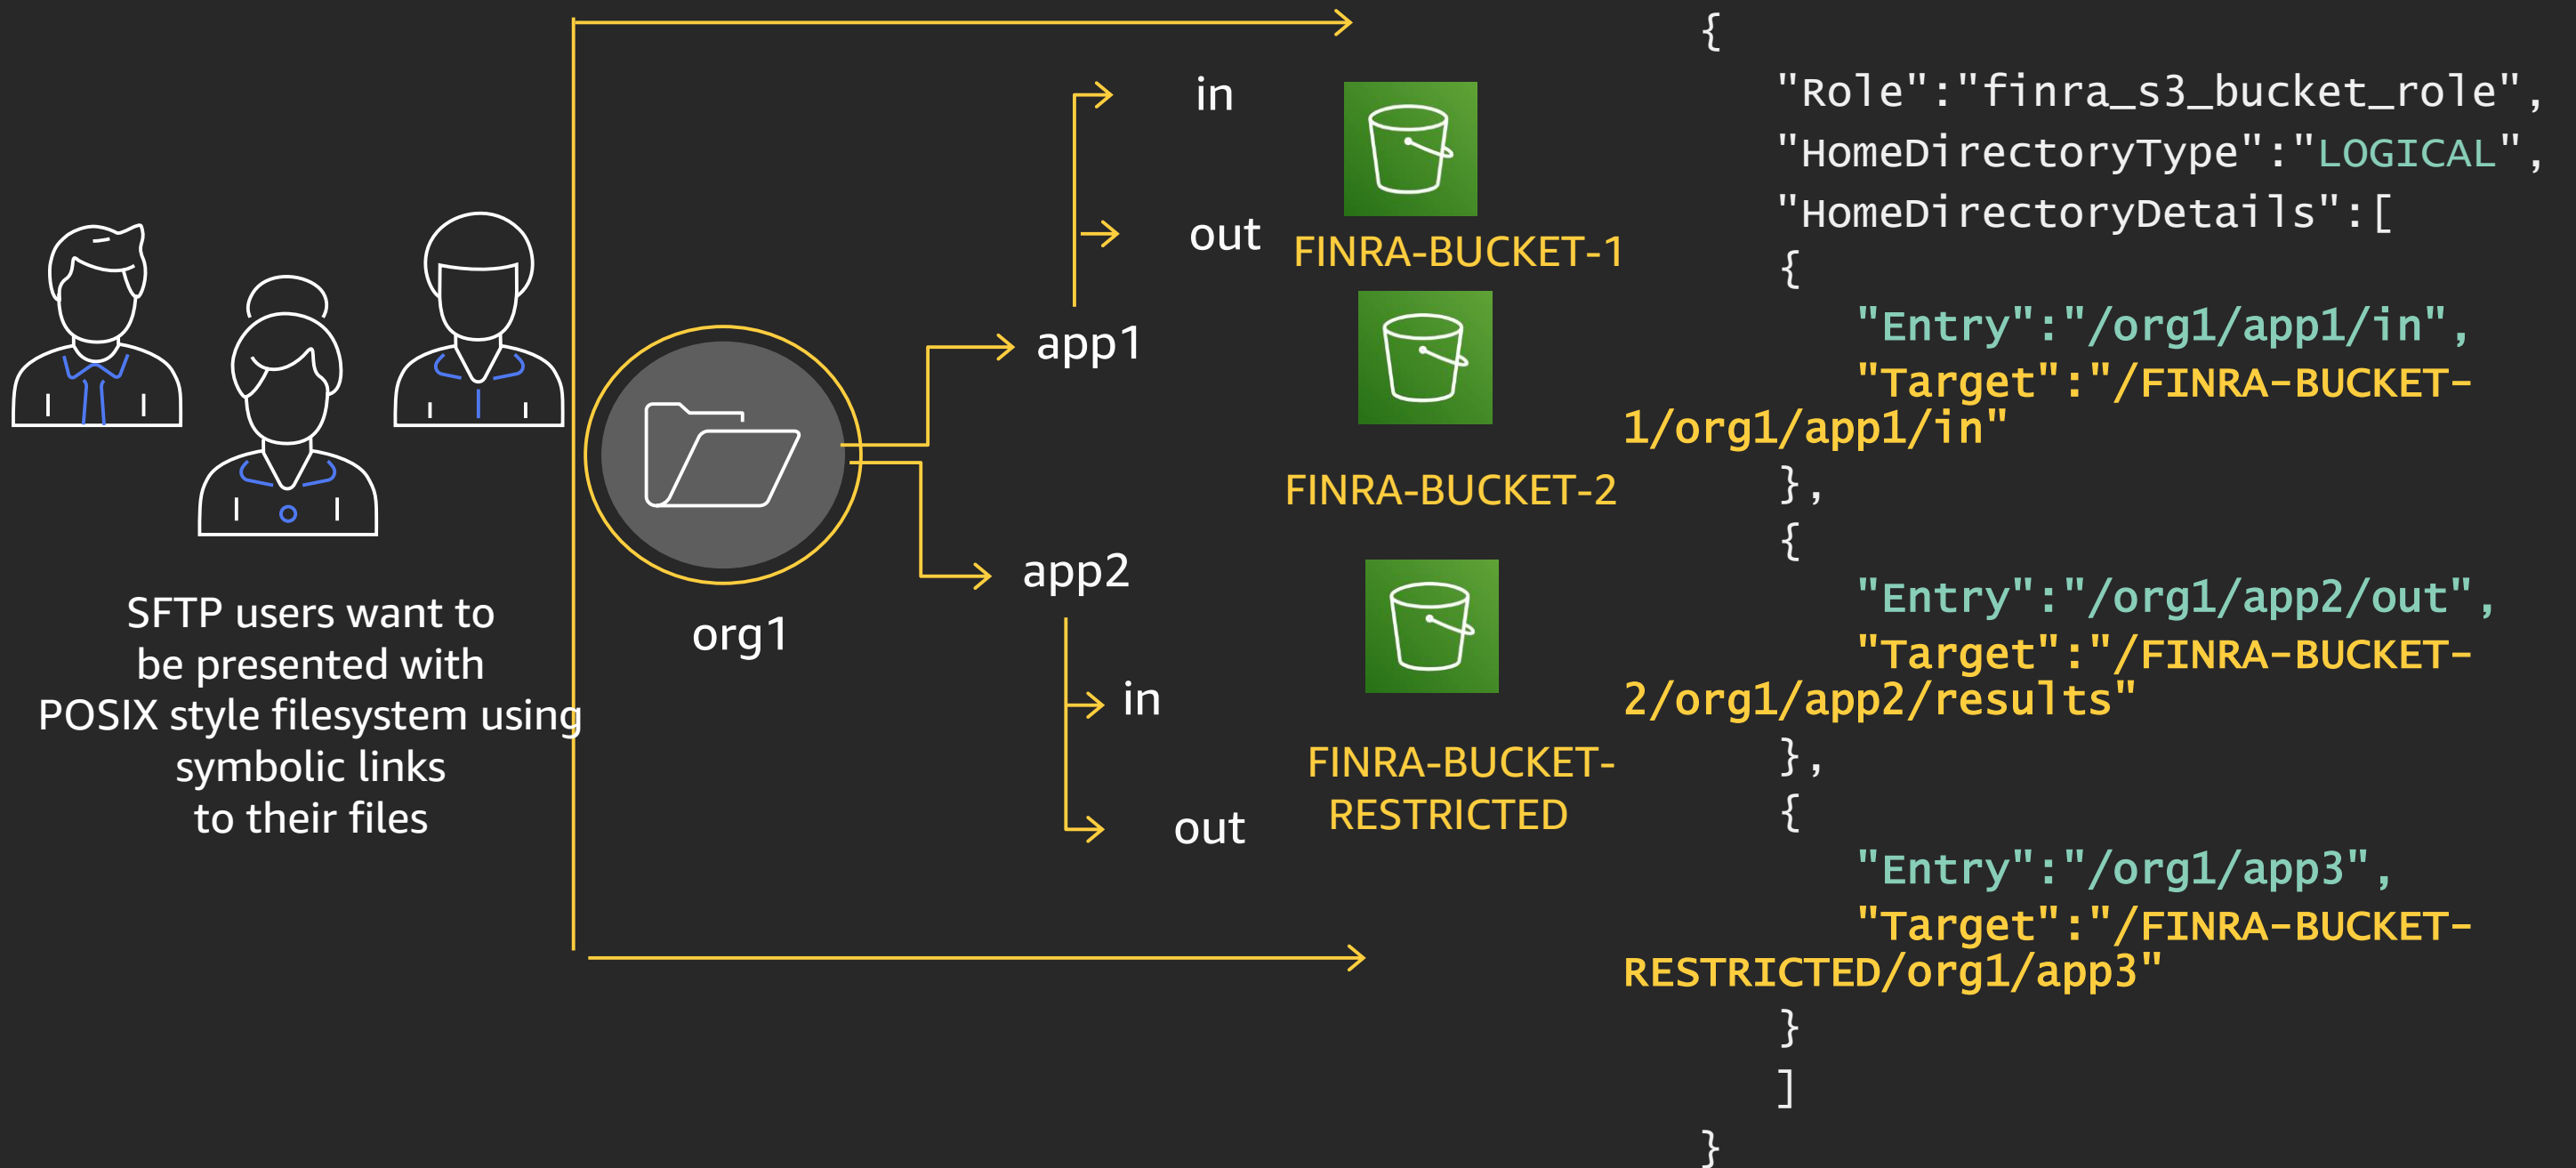 SFTP users want to
be presented with
POSIX style filesystem using
symbolic links
to their files
org1
app1
in
out
app2
in
out
FINRA-BUCKET-1
FINRA-BUCKET-2
FINRA-BUCKET-
RESTRICTED
{
"Role":"finra_s3_bucket_role",
"HomeDirectoryType":"LOGICAL",
"HomeDirectoryDetails":[
{
"Entry":"/org1/app1/in",
"Target":"/FINRA-BUCKET-
1/org1/app1/in"
},
{
"Entry":"/org1/app2/out",
"Target":"/FINRA-BUCKET-
2/org1/app2/results"
},
{
"Entry":"/org1/app3",
"Target":"/FINRA-BUCKET-
RESTRICTED/org1/app3"
}
]
}